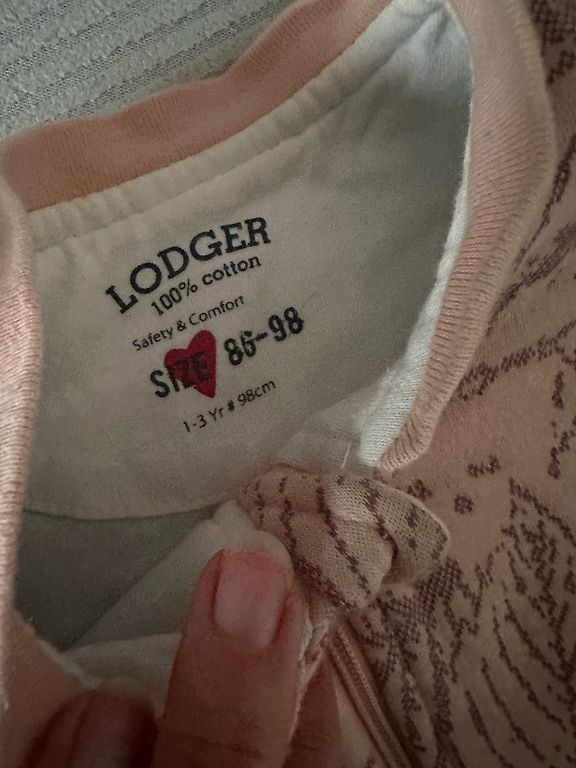 LODGER
100% cotton
Safety & Comfort
SIZE 86-98
1-3 Yr # 98cm